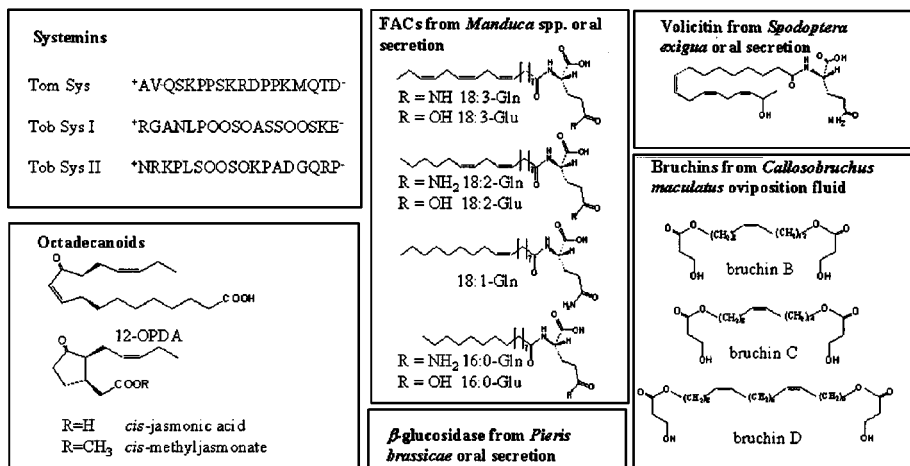 Systemins
Tom Sys +AVQSKPPSKRDPPKMQTD-
Tob Sys I +RGANLPOOSOASSOOSKE-
Tob Sys II +NRKPLSOOSOKPADGQRP-
Octadecanoids
O
COOH
12-OPDA
O
COOR
R=H cis-jasmonic acid
R=CH3 cis-methyljasmonate
FACs from Manduca spp. oral
secretion
R = NH 18:3-Gln
R = OH 18:3-Glu
R = NH2 18:2-Gln
R = OH 18:2-Glu
18:1-Gln
R = NH2 16:0-Gln
R = OH 16:0-Glu
β-glucosidase from Pieris
brassicae oral secretion
Volicitin from Spodoptera
exigua oral secretion
Bruchins from Callosobruchus
maculatus oviposition fluid
bruchin B
bruchin C
bruchin D